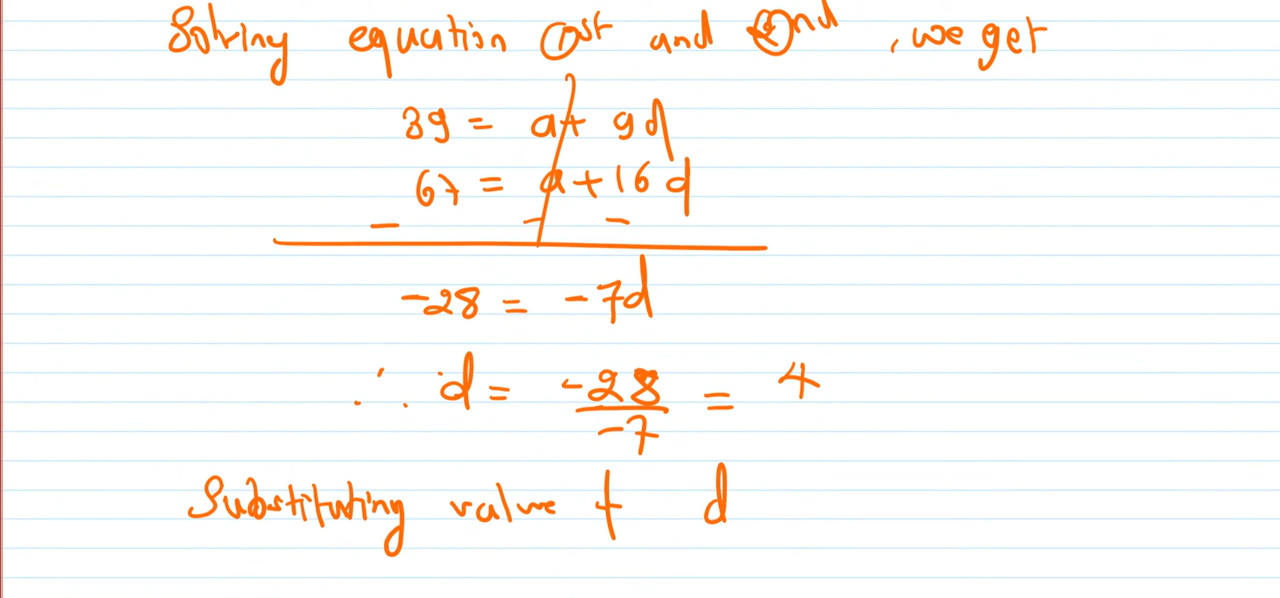 Solving equation ①st and ②nd, we get
39 = a + 9d
67 = a + 16d
- - -
-28 = -7d
∴ d = -28/-7 = 4
Substituting value of d